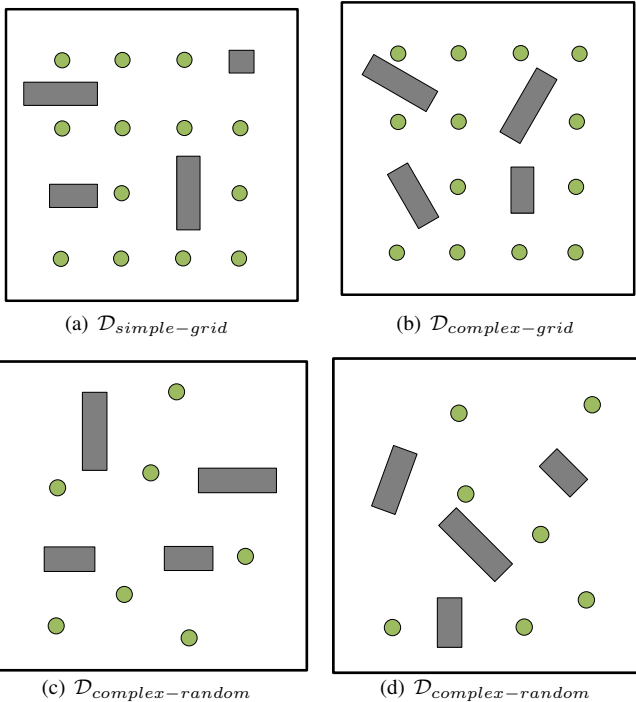 (a) 𝒟simple−grid
(b) 𝒟complex−grid
(c) 𝒟complex−random
(d) 𝒟complex−random